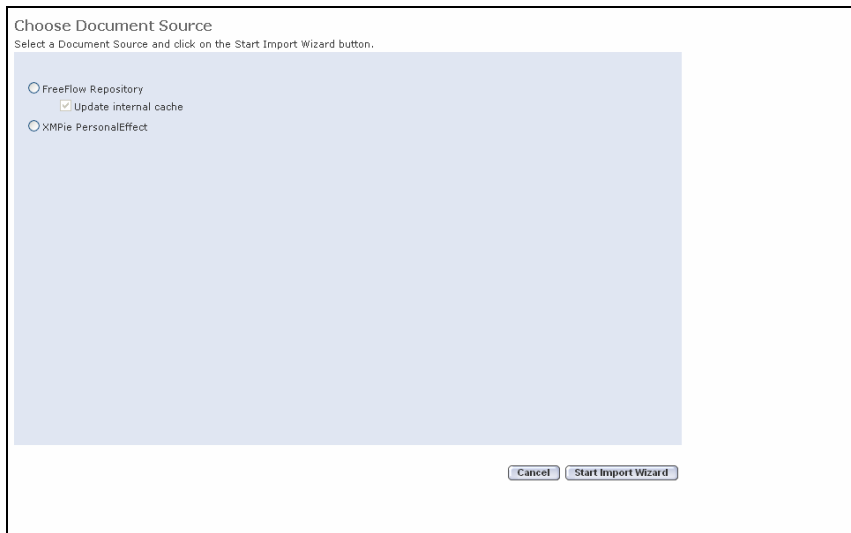 Choose Document Source
Select a Document Source and click on the Start Import Wizard button.
FreeFlow Repository
Update internal cache
XMPie PersonalEffect
Cancel Start Import Wizard